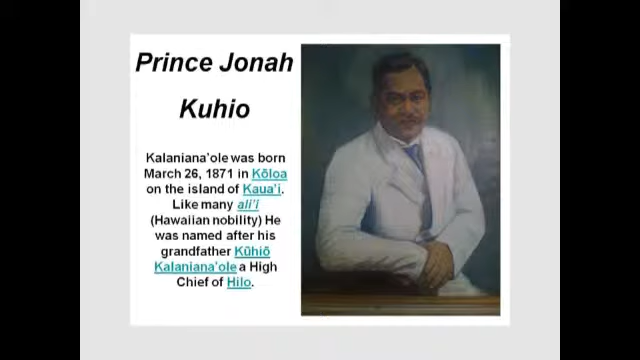 Prince Jonah
Kuhio
Kalaniana'ole was born
March 26, 1871 in Kōloa
on the island of Kaua'i.
Like many ali'i
(Hawaiian nobility) He
was named after his
grandfather Kūhiō
Kalaniana'ole a High
Chief of Hilo.